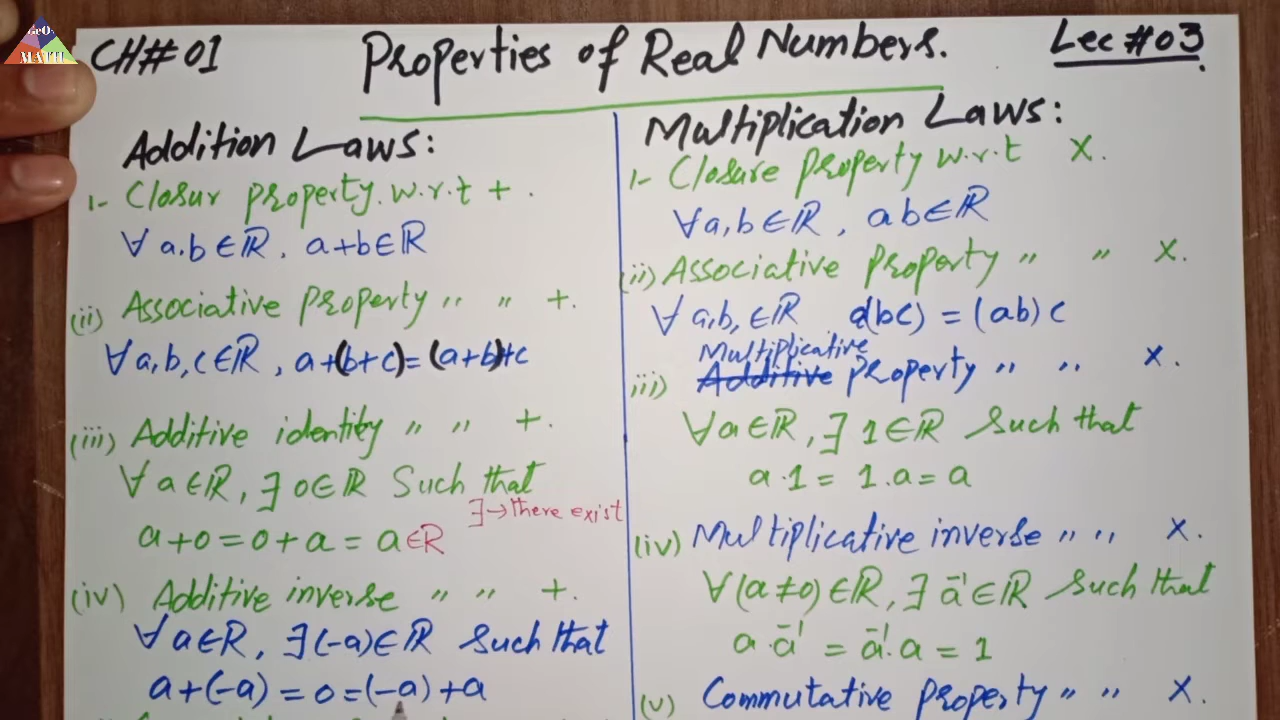 GeO.
MATH
CH# 01
Properties of Real Numbers.
Lec #03
Addition Laws:
1- Closur property. w.r.t + .
∀ a.b ∈ ℝ, a+b ∈ ℝ
(ii) Associative property " " +.
∀ a, b, c ∈ ℝ, a+(b+c)=(a+b)+c
(iii) Additive identity " " +.
∀ a ∈ ℝ, ∃ 0 ∈ ℝ Such that
∃→there exist
a+0=0+a=a ∈ R
(iv) Additive inverse " " +.
∀ a ∈ R, ∃ (-a) ∈ ℝ such that
a+(-a) = 0 =(-a)+a
Multiplication Laws:
1- Closure property w.r.t X.
∀ a, b ∈ ℝ, ab ∈ ℝ
(ii) Associative property " " X.
∀ a,b, ∈ ℝ a(bc) = (ab) c
Multiplicative
iii) Additive property " " X.
∀ a ∈ ℝ, ∃ 1 ∈ ℝ Such that
a.1 = 1.a = a
(iv) Multiplicative inverse " " X.
∀ (a ≠ 0) ∈ ℝ, ∃ a⁻¹ ∈ ℝ Such that
a.a⁻¹ = a⁻¹.a = 1
(v) Commutative property " " X.